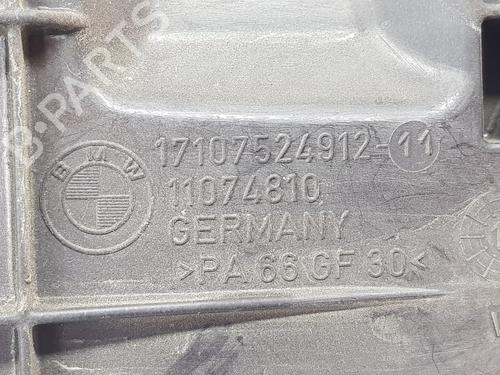 B-PARTS
BMW
17107524912-11
11074810
GERMANY
>PA 66 GF 30<